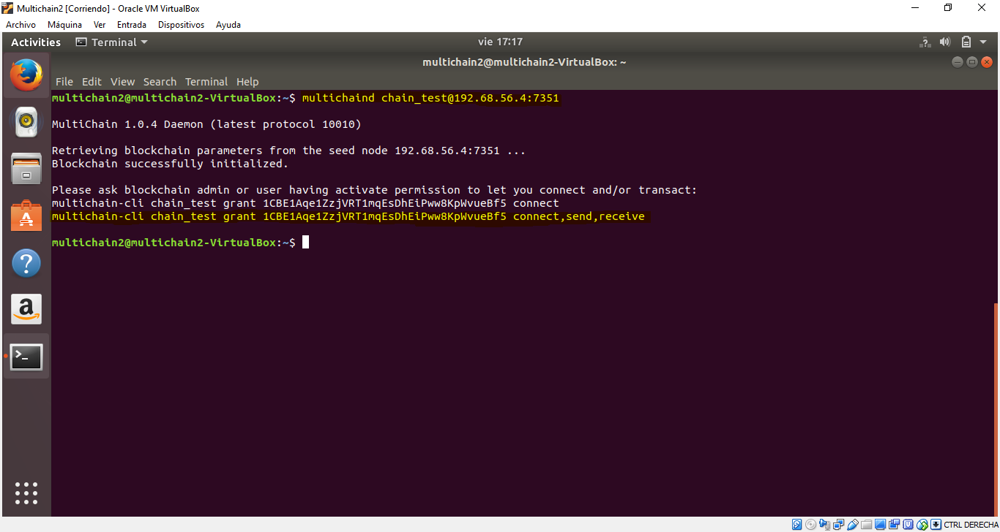 Multichain2 [Corriendo] - Oracle VM VirtualBox
Archivo Máquina Ver Entrada Dispositivos Ayuda
Activities Terminal vie 17:17
multichain2@multichain2-VirtualBox: ~
File Edit View Search Terminal Help
multichain2@multichain2-VirtualBox:~$ multichaind chain_test@192.68.56.4:7351
MultiChain 1.0.4 Daemon (latest protocol 10010)
Retrieving blockchain parameters from the seed node 192.68.56.4:7351 ...
Blockchain successfully initialized.
Please ask blockchain admin or user having activate permission to let you connect and/or transact:
multichain-cli chain_test grant 1CBE1Aqe1ZzjVRT1mqEsDhEiPww8KpWvueBf5 connect
multichain-cli chain_test grant 1CBE1Aqe1ZzjVRT1mqEsDhEiPww8KpWvueBf5 connect,send,receive
multichain2@multichain2-VirtualBox:~$
CTRL DERECHA